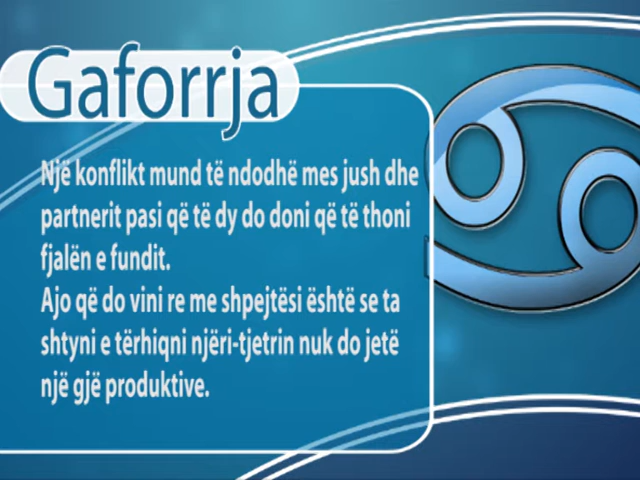 Gaforrja
Një konflikt mund të ndodhë mes jush dhe
partnerit pasi që të dy do doni që të thoni
fjalën e fundit.
Ajo që do vini re me shpejtësi është se ta
shtyni e tërhiqni njëri-tjetrin nuk do jetë
një gjë produktive.